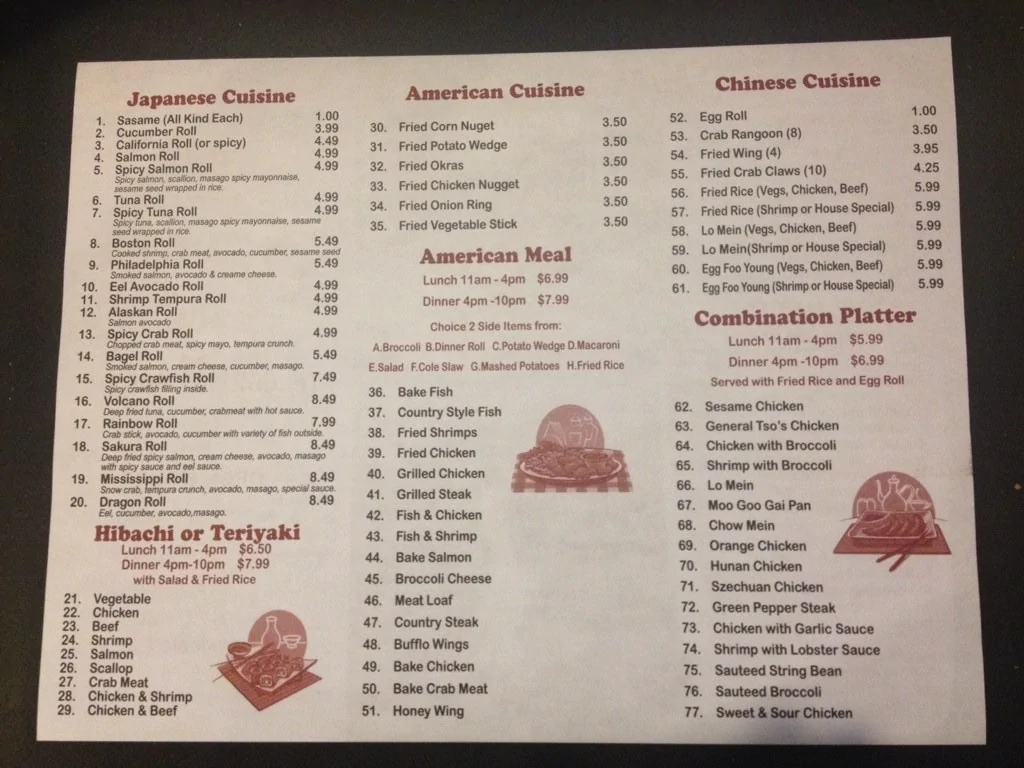 Japanese Cuisine
1. Sasame (All Kind Each) 1.00
2. Cucumber Roll 3.99
3. California Roll (or spicy) 4.49
4. Salmon Roll 4.99
5. Spicy Salmon Roll 4.99
Spicy salmon, scallion, masago spicy mayonnaise,
sesame seed wrapped in rice.
6. Tuna Roll 4.99
7. Spicy Tuna Roll 4.99
Spicy tuna, scallion, masago spicy mayonnaise, sesame
seed wrapped in rice.
8. Boston Roll 5.49
Cooked shrimp, crab meat, avocado, cucumber, sesame seed
9. Philadelphia Roll 5.49
Smoked salmon, avocado & creame cheese.
10. Eel Avocado Roll 4.99
11. Shrimp Tempura Roll 4.99
12. Alaskan Roll 4.99
Salmon avocado
13. Spicy Crab Roll 4.99
Chopped crab meat, spicy mayo, tempura crunch.
14. Bagel Roll 5.49
Smoked salmon, cream cheese, cucumber, masago.
15. Spicy Crawfish Roll 7.49
Spicy crawfish filling inside.
16. Volcano Roll 8.49
Deep fried tuna, cucumber, crabmeat with hot sauce.
17. Rainbow Roll 7.99
Crab stick, avocado, cucumber with variety of fish outside.
18. Sakura Roll 8.49
Deep fried spicy salmon, cream cheese, avocado, masago
with spicy sauce and eel sauce.
19. Mississippi Roll 8.49
Snow crab, tempura crunch, avocado, masago, special sauce.
20. Dragon Roll 8.49
Eel, cucumber, avocado,masago.
Hibachi or Teriyaki
Lunch 11am - 4pm $6.50
Dinner 4pm-10pm $7.99
with Salad & Fried Rice
21. Vegetable
22. Chicken
23. Beef
24. Shrimp
25. Salmon
26. Scallop
27. Crab Meat
28. Chicken & Shrimp
29. Chicken & Beef
American Cuisine
30. Fried Corn Nuget 3.50
31. Fried Potato Wedge 3.50
32. Fried Okras 3.50
33. Fried Chicken Nugget 3.50
34. Fried Onion Ring 3.50
35. Fried Vegetable Stick 3.50
American Meal
Lunch 11am - 4pm $6.99
Dinner 4pm -10pm $7.99
Choice 2 Side Items from:
A.Broccoli B.Dinner Roll C.Potato Wedge D.Macaroni
E.Salad F.Cole Slaw G.Mashed Potatoes H.Fried Rice
36. Bake Fish
37. Country Style Fish
38. Fried Shrimps
39. Fried Chicken
40. Grilled Chicken
41. Grilled Steak
42. Fish & Chicken
43. Fish & Shrimp
44. Bake Salmon
45. Broccoli Cheese
46. Meat Loaf
47. Country Steak
48. Bufflo Wings
49. Bake Chicken
50. Bake Crab Meat
51. Honey Wing
Chinese Cuisine
52. Egg Roll 1.00
53. Crab Rangoon (8) 3.50
54. Fried Wing (4) 3.95
55. Fried Crab Claws (10) 4.25
56. Fried Rice (Vegs, Chicken, Beef) 5.99
57. Fried Rice (Shrimp or House Special) 5.99
58. Lo Mein (Vegs, Chicken, Beef) 5.99
59. Lo Mein(Shrimp or House Special) 5.99
60. Egg Foo Young (Vegs, Chicken, Beef) 5.99
61. Egg Foo Young (Shrimp or House Special) 5.99
Combination Platter
Lunch 11am - 4pm $5.99
Dinner 4pm -10pm $6.99
Served with Fried Rice and Egg Roll
62. Sesame Chicken
63. General Tso's Chicken
64. Chicken with Broccoli
65. Shrimp with Broccoli
66. Lo Mein
67. Moo Goo Gai Pan
68. Chow Mein
69. Orange Chicken
70. Hunan Chicken
71. Szechuan Chicken
72. Green Pepper Steak
73. Chicken with Garlic Sauce
74. Shrimp with Lobster Sauce
75. Sauteed String Bean
76. Sauteed Broccoli
77. Sweet & Sour Chicken